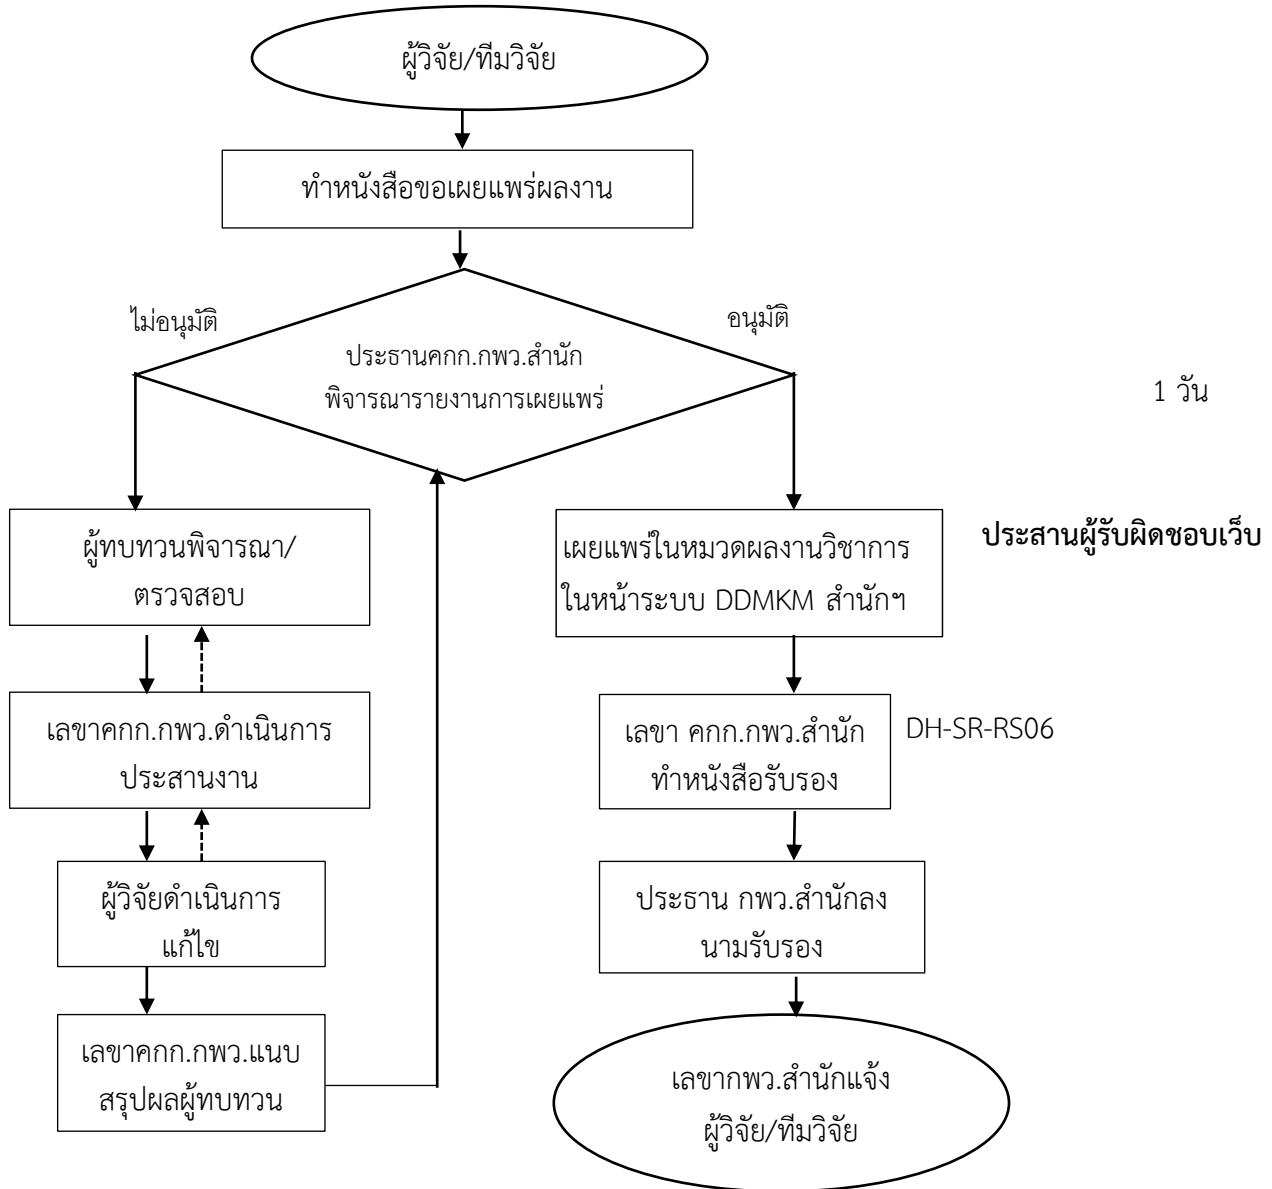 ผู้วิจัย/ทีมวิจัย
ทำหนังสือขอเผยแพร่ผลงาน
ไม่อนุมัติ
อนุมัติ
ประธานคกก.กพว.สำนัก
พิจารณารายงานการเผยแพร่
1 วัน
ผู้ทบทวนพิจารณา/
ตรวจสอบ
เลขาคกก.กพว.ดำเนินการ
ประสานงาน
ผู้วิจัยดำเนินการ
แก้ไข
เลขาคกก.กพว.แนบ
สรุปผลผู้ทบทวน
เผยแพร่ในหมวดผลงานวิชาการ
ในหน้าระบบ DDMKM สำนักฯ
ประสานผู้รับผิดชอบเว็บ
เลขา คกก.กพว.สำนัก
ทำหนังสือรับรอง
DH-SR-RS06
ประธาน กพว.สำนักลง
นามรับรอง
เลขากพว.สำนักแจ้ง
ผู้วิจัย/ทีมวิจัย